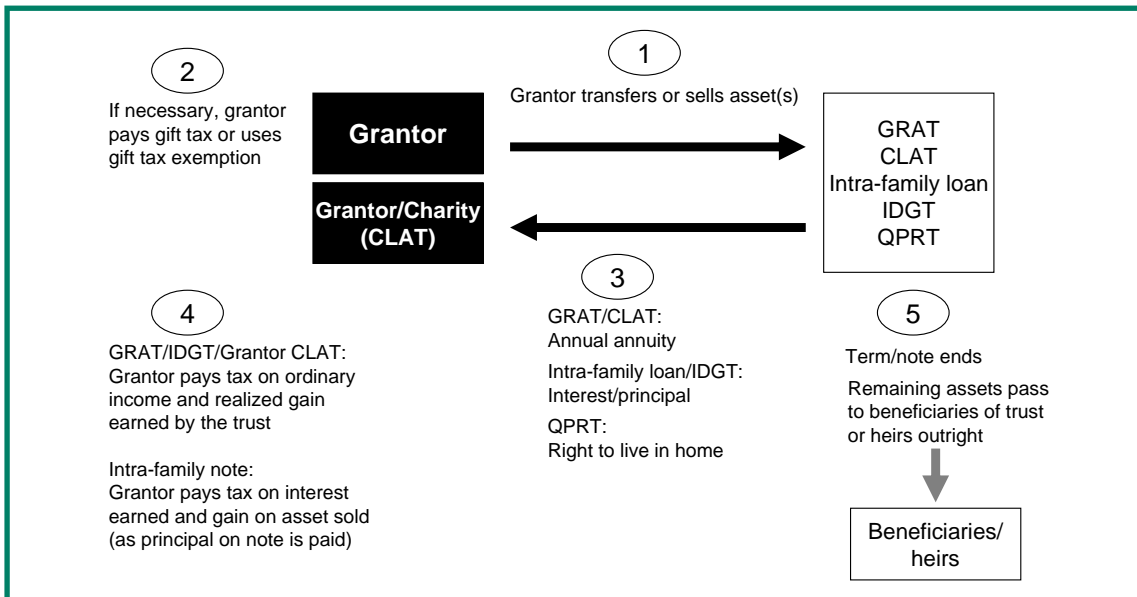 1
Grantor transfers or sells asset(s)
2
If necessary, grantor
pays gift tax or uses
gift tax exemption
Grantor
Grantor/Charity
(CLAT)
GRAT
CLAT
Intra-family loan
IDGT
QPRT
3
GRAT/CLAT:
Annual annuity
Intra-family loan/IDGT:
Interest/principal
QPRT:
Right to live in home
4
GRAT/IDGT/Grantor CLAT:
Grantor pays tax on ordinary
income and realized gain
earned by the trust
Intra-family note:
Grantor pays tax on interest
earned and gain on asset sold
(as principal on note is paid)
5
Term/note ends
Remaining assets pass
to beneficiaries of trust
or heirs outright
Beneficiaries/
heirs